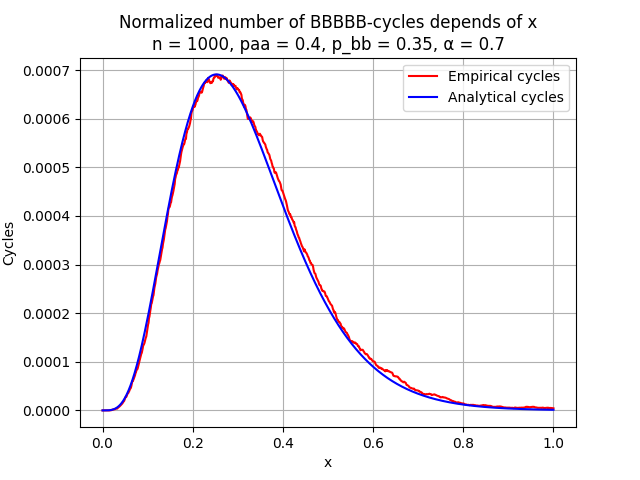 Normalized number of BBBBB-cycles depends of x
n = 1000, paa = 0.4, p_bb = 0.35, α = 0.7
Empirical cycles
Analytical cycles
0.0007
0.0006
0.0005
0.0004
0.0003
0.0002
0.0001
0.0000
Cycles
0.0 0.2 0.4 0.6 0.8 1.0
x